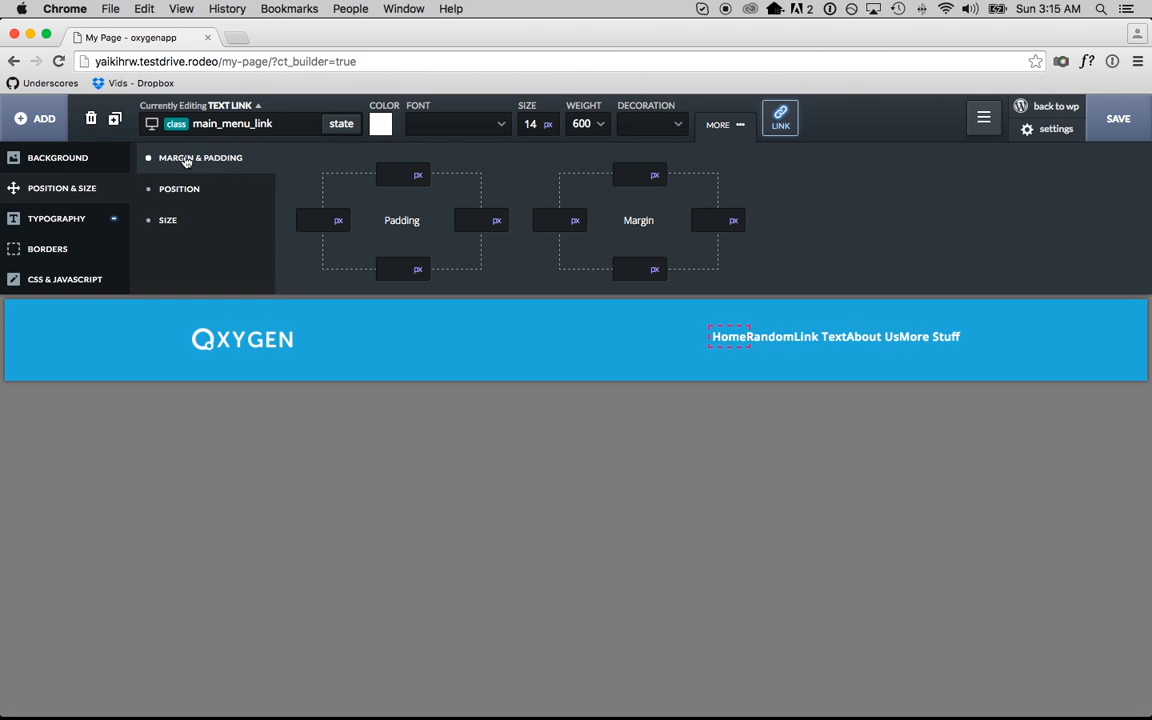 Chrome File Edit View History Bookmarks People Window Help 2 Sun 3:15 AM
My Page - oxygenapp
yaikihrw.testdrive.rodeo/my-page/?ct_builder=true f?
Underscores Vids - Dropbox
ADD Currently Editing TEXT LINK COLOR FONT SIZE WEIGHT DECORATION back to wp
class main_menu_link state 14 px 600 MORE LINK settings SAVE
BACKGROUND MARGIN & PADDING px px
POSITION & SIZE POSITION
TYPOGRAPHY SIZE px Padding px px Margin px
BORDERS
CSS & JAVASCRIPT px px
OXYGEN HomeRandomLink TextAbout UsMore Stuff